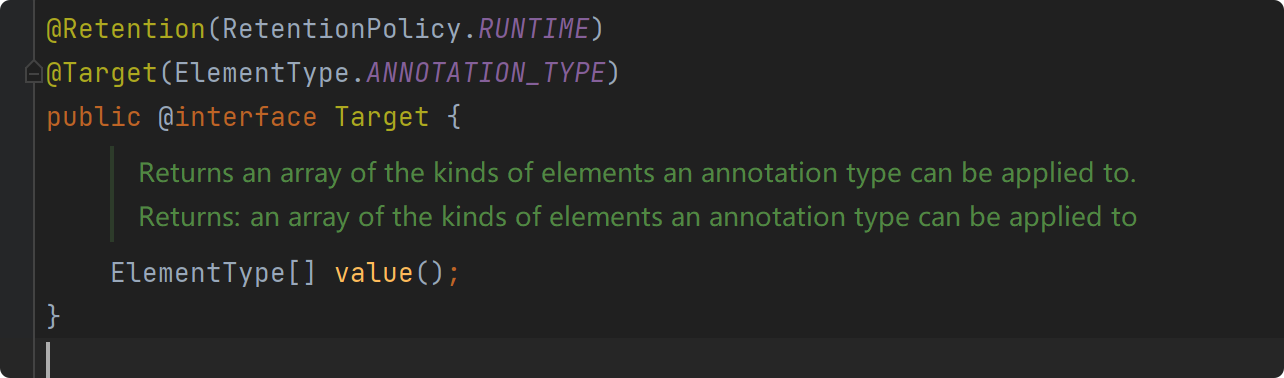 @Retention(RetentionPolicy.RUNTIME)
@Target(ElementType.ANNOTATION_TYPE)
public @interface Target {
Returns an array of the kinds of elements an annotation type can be applied to.
Returns: an array of the kinds of elements an annotation type can be applied to
ElementType[] value();
}